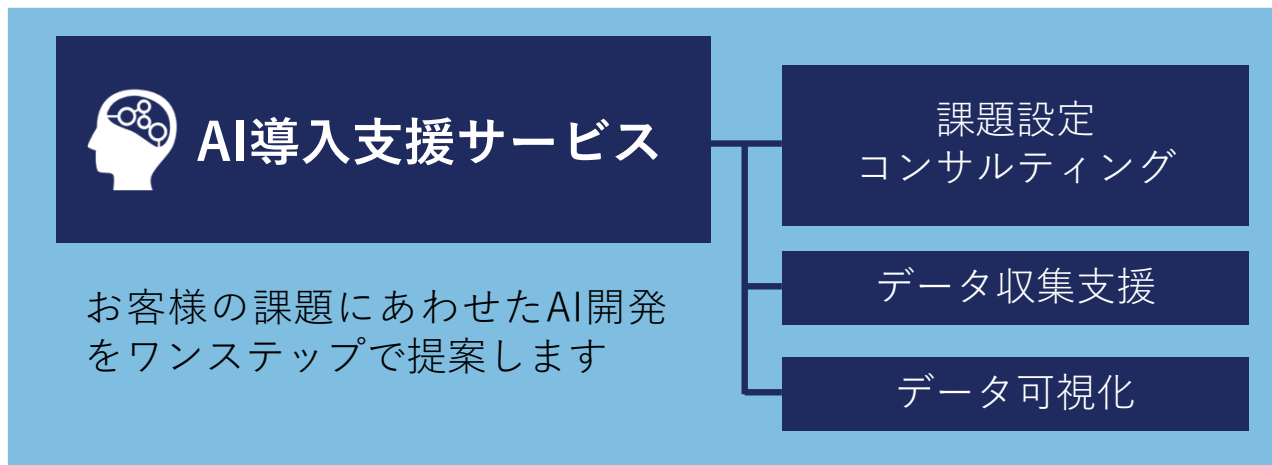 AI導入支援サービス
お客様の課題にあわせたAI開発
をワンステップで提案します
課題設定
コンサルティング
データ収集支援
データ可視化